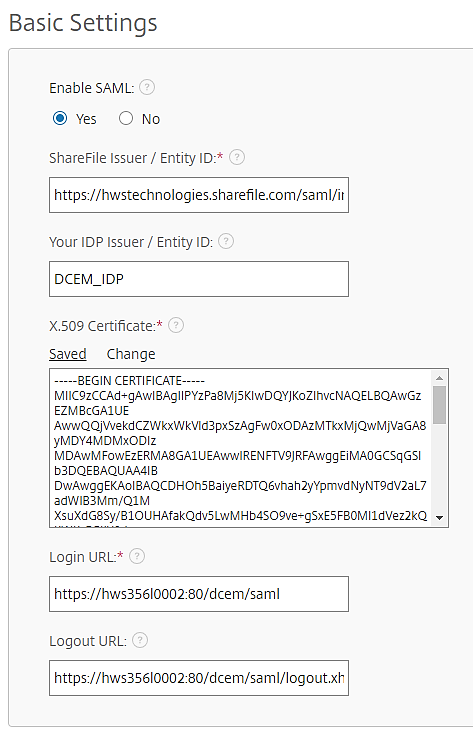 Basic Settings
Enable SAML: ?
Yes No
ShareFile Issuer / Entity ID:* ?
https://hwstechnologies.sharefile.com/saml/ir
Your IDP Issuer / Entity ID: ?
DCEM_IDP
X.509 Certificate:* ?
Saved Change
-----BEGIN CERTIFICATE-----
MIIC9zCCAd+gAwIBAgIIPYzPa8Mj5KIwDQYJKoZIhvcNAQELBQAwGz
EZMBcGA1UE
AwwQQjVvekdCZWkxWkVId3pxSzAgFw0xODAzMTkxMjQwMjVaGA8
yMDY4MDMxODIz
MDAwMFowEzERMA8GA1UEAwwIRENFTV9JRFAwggEiMA0GCSqGSI
b3DQEBAQUAA4IB
DwAwggEKAoIBAQCDHOh5BaiyeRDTQ6vhah2yYpmvdNyNT9dV2aL7
adWIB3Mm/Q1M
XsuXdG8Sy/B1OUHAfakQdv5LwMHb4SO9ve+gSxE5FB0MI1dVez2kQ
Login URL:* ?
https://hws356l0002:80/dcem/saml
Logout URL: ?
https://hws356l0002:80/dcem/saml/logout.xh